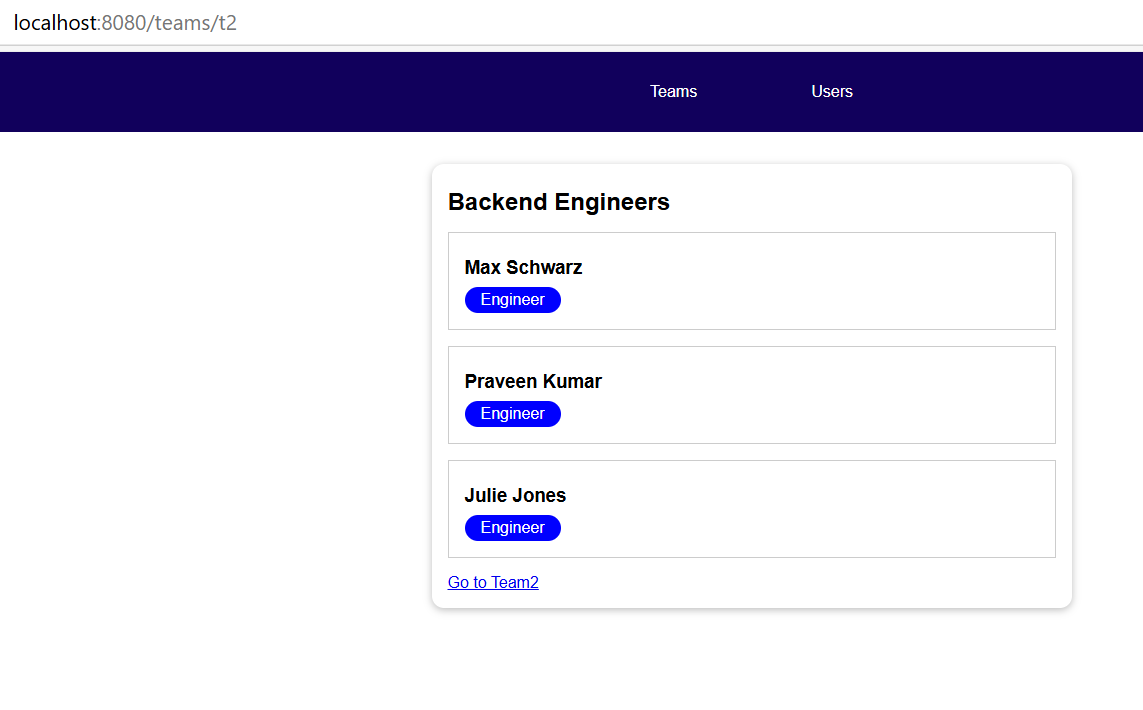 localhost:8080/teams/t2
Teams Users
Backend Engineers
Max Schwarz
Engineer
Praveen Kumar
Engineer
Julie Jones
Engineer
Go to Team2